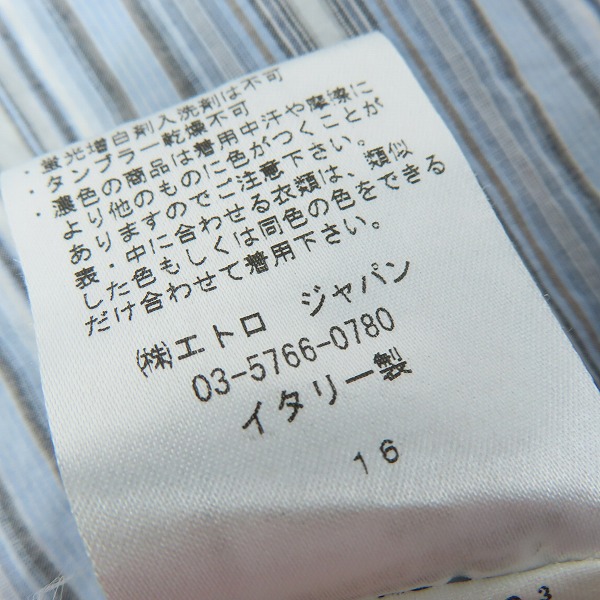 ・蛍光増白剤入洗剤は不可
・タンブラー乾燥不可
・濃色の商品は着用中汗や摩擦に
より他のものに色がつくことが
ありますのでご注意下さい。
表・中に合わせる衣類は、類似
した色もしくは同色の色をできる
だけ合わせて着用下さい。
㈱エトロ ジャパン
03-5766-0780
イタリー製
16
3